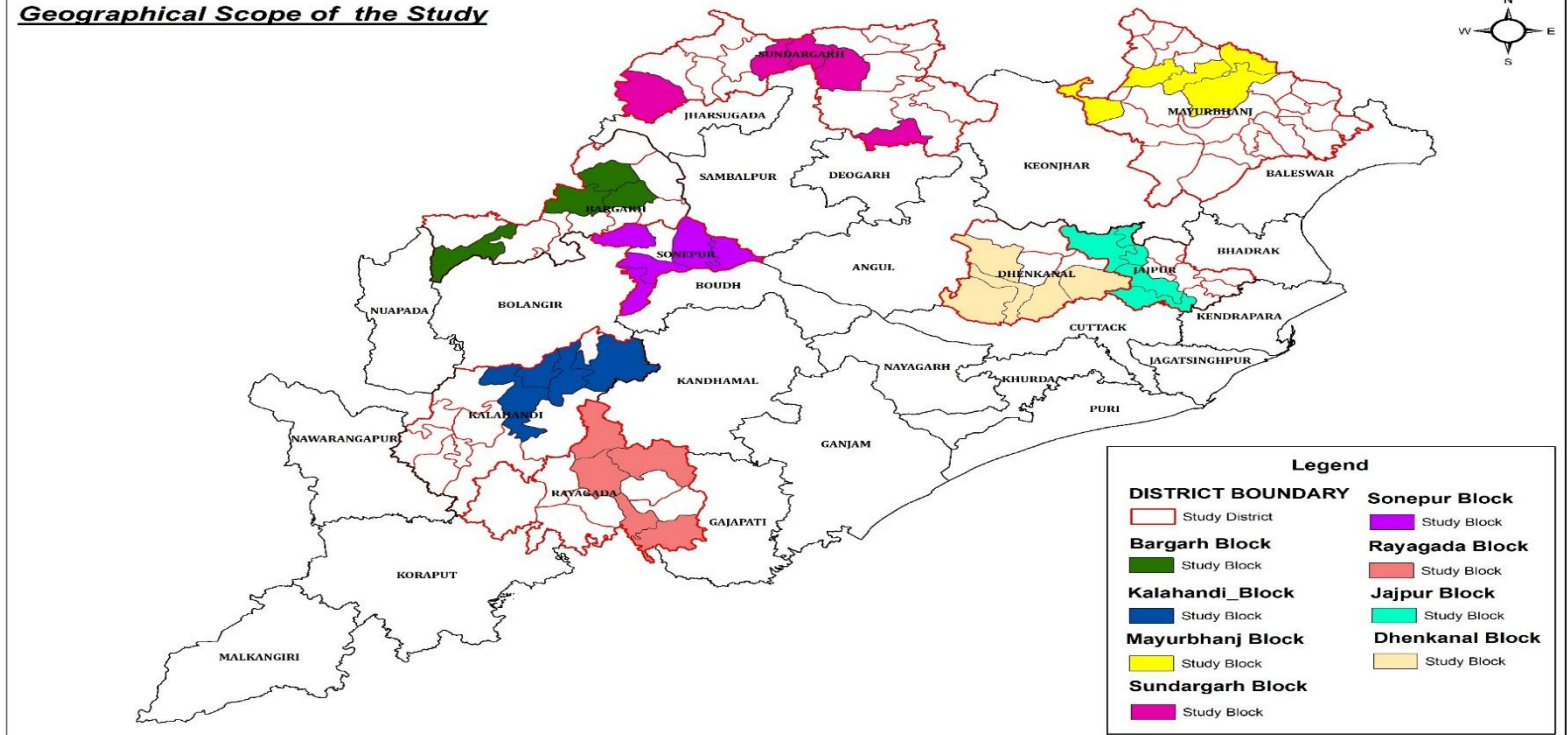 Geographical Scope of the Study
N
W
E
S
SUNDARGARH
JHARSUGADA
MAYURBHANJ
SAMBALPUR
DEOGARH
KEONJHAR
BALESWAR
BARGARH
SONEPUR
BHADRAK
ANGUL
DHENKANAL
JAJPUR
BOUDH
NUAPADA
BOLANGIR
KENDRAPARA
CUTTACK
JAGATSINGHPUR
NAYAGARH
KHURDA
KANDHAMAL
PURI
KALAHANDI
NAWARANGAPUR
GANJAM
RAYAGADA
GAJAPATI
KORAPUT
MALKANGIRI
Legend
DISTRICT BOUNDARY
Study District
Bargarh Block
Study Block
Kalahandi_Block
Study Block
Mayurbhanj Block
Study Block
Sundargarh Block
Study Block
Sonepur Block
Study Block
Rayagada Block
Study Block
Jajpur Block
Study Block
Dhenkanal Block
Study Block